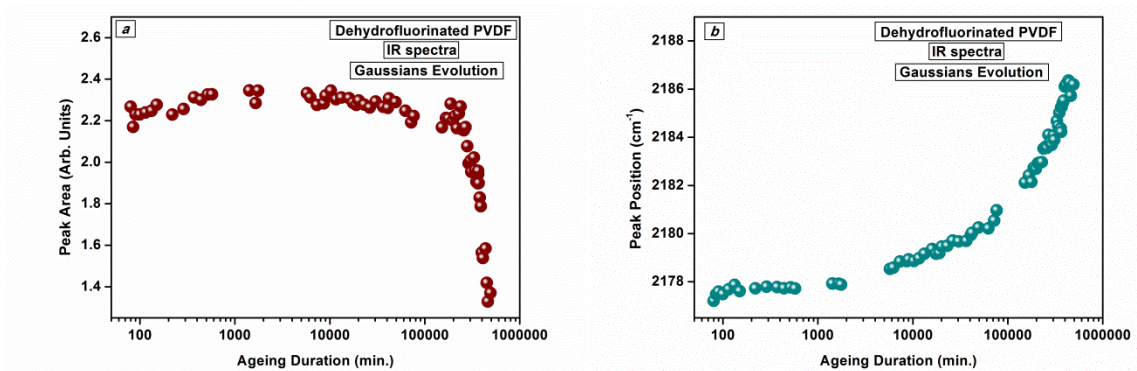 a
Dehydrofluorinated PVDF
IR spectra
Gaussians Evolution
Peak Area (Arb. Units)
2.6
2.4
2.2
2.0
1.8
1.6
1.4
100 1000 10000 100000 1000000
Ageing Duration (min.)
b
Dehydrofluorinated PVDF
IR spectra
Gaussians Evolution
Peak Position (cm⁻¹)
2188
2186
2184
2182
2180
2178
100 1000 10000 100000 1000000
Ageing Duration (min.)